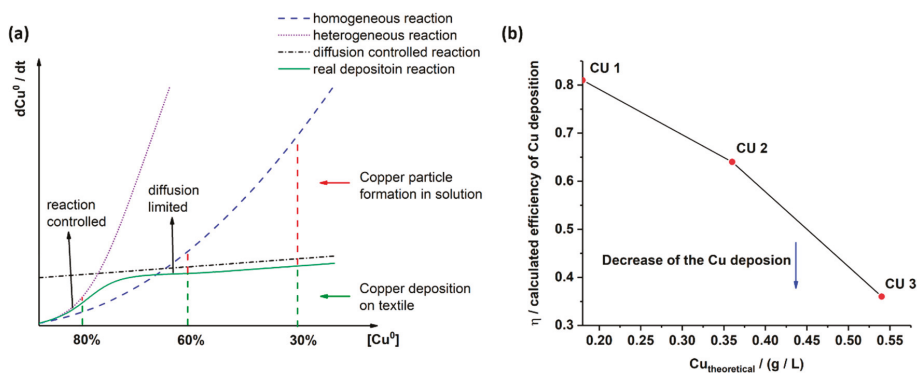 (a)
homogeneous reaction
heterogeneous reaction
diffusion controlled reaction
real depositoin reaction
dCu⁰ / dt
reaction
controlled
diffusion
limited
Copper particle
formation in solution
Copper deposition
on textile
80%
60%
30%
[Cu⁰]
(b)
η / calculated efficiency of Cu deposition
0.8
0.7
0.6
0.5
0.4
0.3
CU 1
CU 2
CU 3
Decrease of the Cu deposion
0.20
0.25
0.30
0.35
0.40
0.45
0.50
0.55
Cu_theoretical / (g / L)